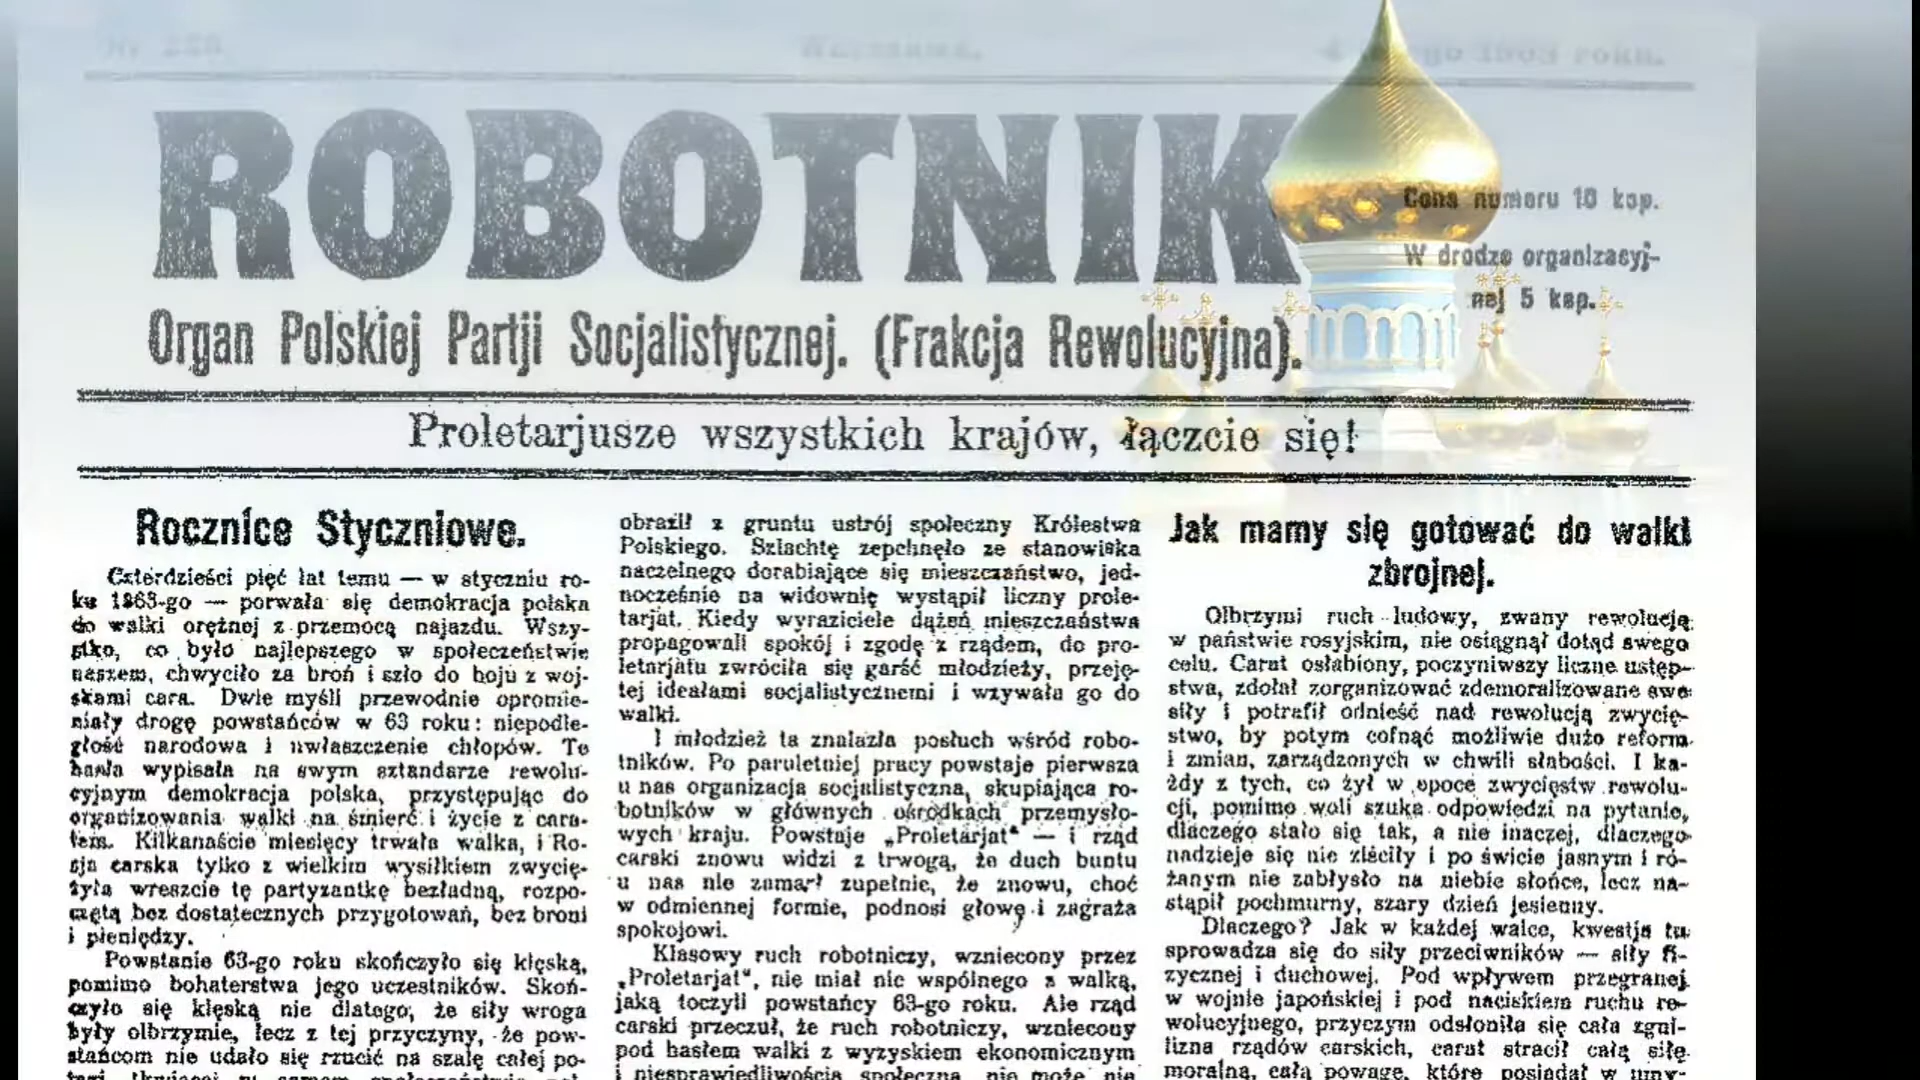 Warszawa.
ROBOTNIK
Cena numeru 10 kop.
W drodze organizacyj-
nej 5 kop.
Organ Polskiej Partji Socjalistycznej. (Frakcja Rewolucyjna).
Proletarjusze wszystkich krajów, łączcie się!
Rocznice Styczniowe.
Czterdzieści pięć lat temu — w styczniu ro-
ku 1863-go — porwała się demokracja polska
do walki orężnej z przemocą najazdu. Wszy-
stko, co było najlepszego w społeczeństwie
naszem, chwyciło za broń i szło do boju z woj-
skami cara. Dwie myśli przewodnie opromie-
niały drogę powstańców w 63 roku: niepodle-
głość narodowa i uwłaszczenie chłopów. Te
hasła wypisała na swym sztandarze rewolu-
cyjnym demokracja polska, przystępując do
organizowania walki na śmierć i życie z cara-
tem. Kilkanaście miesięcy trwała walka, i Ro-
sja carska tylko z wielkim wysiłkiem zwycię-
żyła wreszcie tę partyzantkę bezładną, rozpo-
czętą bez dostatecznych przygotowań, bez broni
i pieniędzy.
Powstanie 63-go roku skończyło się klęską,
pomimo bohaterstwa jego uczestników. Skoń-
czyło się klęską nie dlatego, że siły wroga
były olbrzymie, lecz z tej przyczyny, że pow-
stańcom nie udało się rzucić na szalę całej po-
obraził z gruntu ustrój społeczny Królestwa
Polskiego. Szlachtę zepchnęło ze stanowiska
naczelnego dorabiające się mieszczaństwo, jed-
nocześnie na widownię wystąpił liczny prole-
tarjat. Kiedy wyraziciele dążeń mieszczaństwa
propagowali spokój i zgodę z rządem, do pro-
letarjatu zwróciła się garść młodzieży, przeję-
tej ideałami socjalistycznemi i wzywała go do
walki.
I młodzież ta znalazła posłuch wśród robo-
tników. Po paruletniej pracy powstaje pierwsza
u nas organizacja socjalistyczna, skupiająca ro-
botników w głównych ośrodkach przemysło-
wych kraju. Powstaje „Proletarjat“ — i rząd
carski znowu widzi z trwogą, że duch buntu
u nas nie zamarł zupełnie, że znowu, choć
w odmiennej formie, podnosi głowę i zagraża
spokojowi.
Klasowy ruch robotniczy, wzniecony przez
„Proletarjat“, nie miał nic wspólnego z walką,
jaką toczyli powstańcy 63-go roku. Ale rząd
carski przeczuł, że ruch robotniczy, wzniecony
pod hasłem walki z wyzyskiem ekonomicznym
i niesprawiedliwością społeczną, nie może nie
Jak mamy się gotować do walki
zbrojnej.
Olbrzymi ruch ludowy, zwany rewolucją
w państwie rosyjskim, nie osiągnął dotąd swego
celu. Carat osłabiony, poczyniwszy liczne ustęp-
stwa, zdołał zorganizować zdemoralizowane swe
siły i potrafił odnieść nad rewolucją zwycię-
stwo, by potym cofnąć możliwie dużo reform
i zmian, zarządzonych w chwili słabości. I ka-
żdy z tych, co żył w epoce zwycięstw rewolu-
cji, pomimo woli szuka odpowiedzi na pytanie,
dlaczego stało się tak, a nie inaczej, dlaczego
nadzieje się nie ziściły i po świcie jasnym i ró-
żanym nie zabłysło na niebie słońce, lecz na-
stąpił pochmurny, szary dzień jesienny.
Dlaczego? Jak w każdej walce, kwestja tu
sprowadza się do siły przeciwników — siły fi-
zycznej i duchowej. Pod wpływem przegranej
w wojnie japońskiej i pod naciskiem ruchu re-
wolucyjnego, przyczym odsłoniła się cała zgni-
lizna rządów carskich, carat stracił całą siłę
moralną, całą powagę, które posiadał w umy-